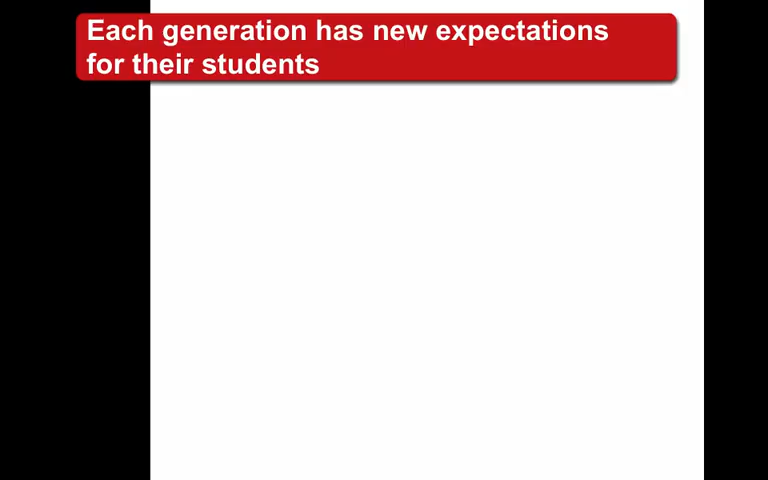 Each generation has new expectations
for their students